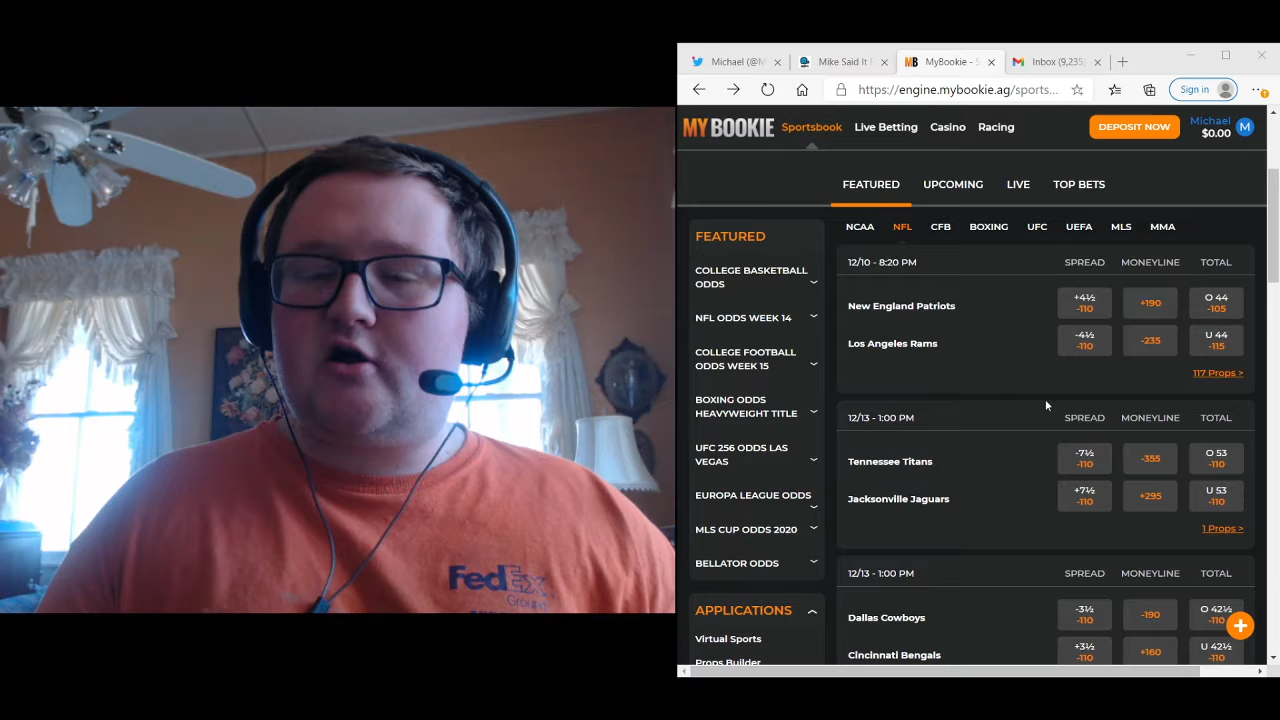 FedEx
Ground
Michael (@M
Mike Said It F
MyBookie - S
Inbox (9,235)
https://engine.mybookie.ag/sports...
Sign in
MYBOOKIE
Sportsbook
Live Betting
Casino
Racing
DEPOSIT NOW
Michael
$0.00
M
FEATURED
UPCOMING
LIVE
TOP BETS
FEATURED
COLLEGE BASKETBALL
ODDS
NFL ODDS WEEK 14
COLLEGE FOOTBALL
ODDS WEEK 15
BOXING ODDS
HEAVYWEIGHT TITLE
UFC 256 ODDS LAS
VEGAS
EUROPA LEAGUE ODDS
MLS CUP ODDS 2020
BELLATOR ODDS
APPLICATIONS
Virtual Sports
Props Builder
NCAA NFL CFB BOXING UFC UEFA MLS MMA
12/10 - 8:20 PM SPREAD MONEYLINE TOTAL
New England Patriots
+4½
-110
+190
O 44
-105
Los Angeles Rams
-4½
-110
-235
U 44
-115
117 Props >
12/13 - 1:00 PM SPREAD MONEYLINE TOTAL
Tennessee Titans
-7½
-110
-355
O 53
-110
Jacksonville Jaguars
+7½
-110
+295
U 53
-110
1 Props >
12/13 - 1:00 PM SPREAD MONEYLINE TOTAL
Dallas Cowboys
-3½
-110
-190
O 42½
-110
Cincinnati Bengals
+3½
-110
+160
U 42½
-110